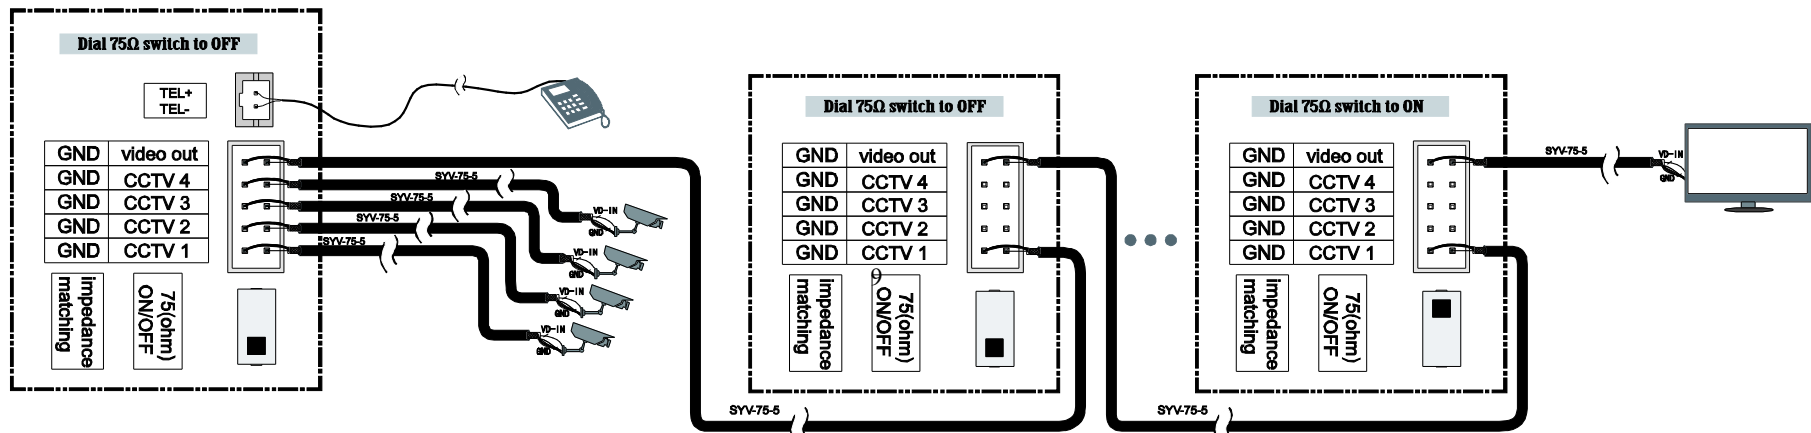 Dial 75Ω switch to OFF
TEL+
TEL-
GND video out
GND CCTV 4
GND CCTV 3
GND CCTV 2
GND CCTV 1
impedance
matching
75(ohm)
ON/OFF
SYV-75-5
SYV-75-5
SYV-75-5
SYV-75-5
VD-IN
GND
VD-IN
GND
VD-IN
GND
VD-IN
GND
SYV-75-5
Dial 75Ω switch to OFF
GND video out
GND CCTV 4
GND CCTV 3
GND CCTV 2
GND CCTV 1
9
impedance
matching
75(ohm)
ON/OFF
SYV-75-5
Dial 75Ω switch to ON
GND video out
GND CCTV 4
GND CCTV 3
GND CCTV 2
GND CCTV 1
impedance
matching
75(ohm)
ON/OFF
SYV-75-5
VD-IN
GND